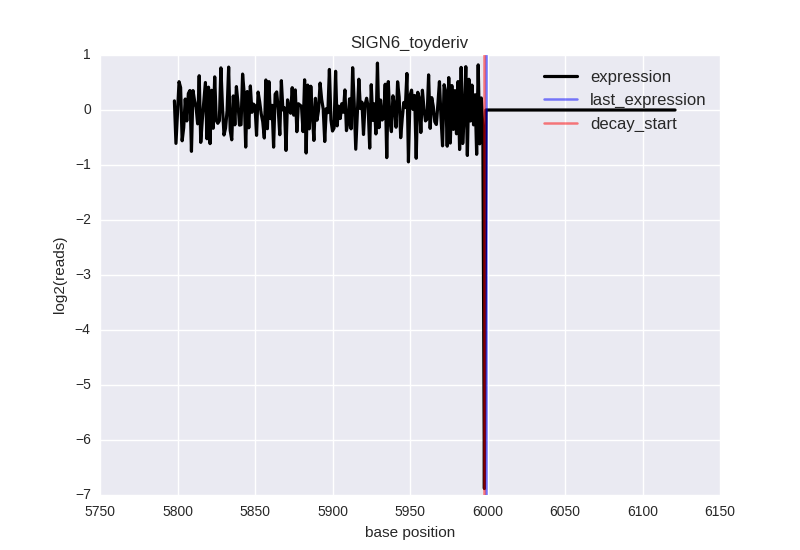 SIGN6_toyderiv
expression
last_expression
decay_start
1
0
−1
−2
−3
−4
−5
−6
−7
log2(reads)
5750 5800 5850 5900 5950 6000 6050 6100 6150
base position